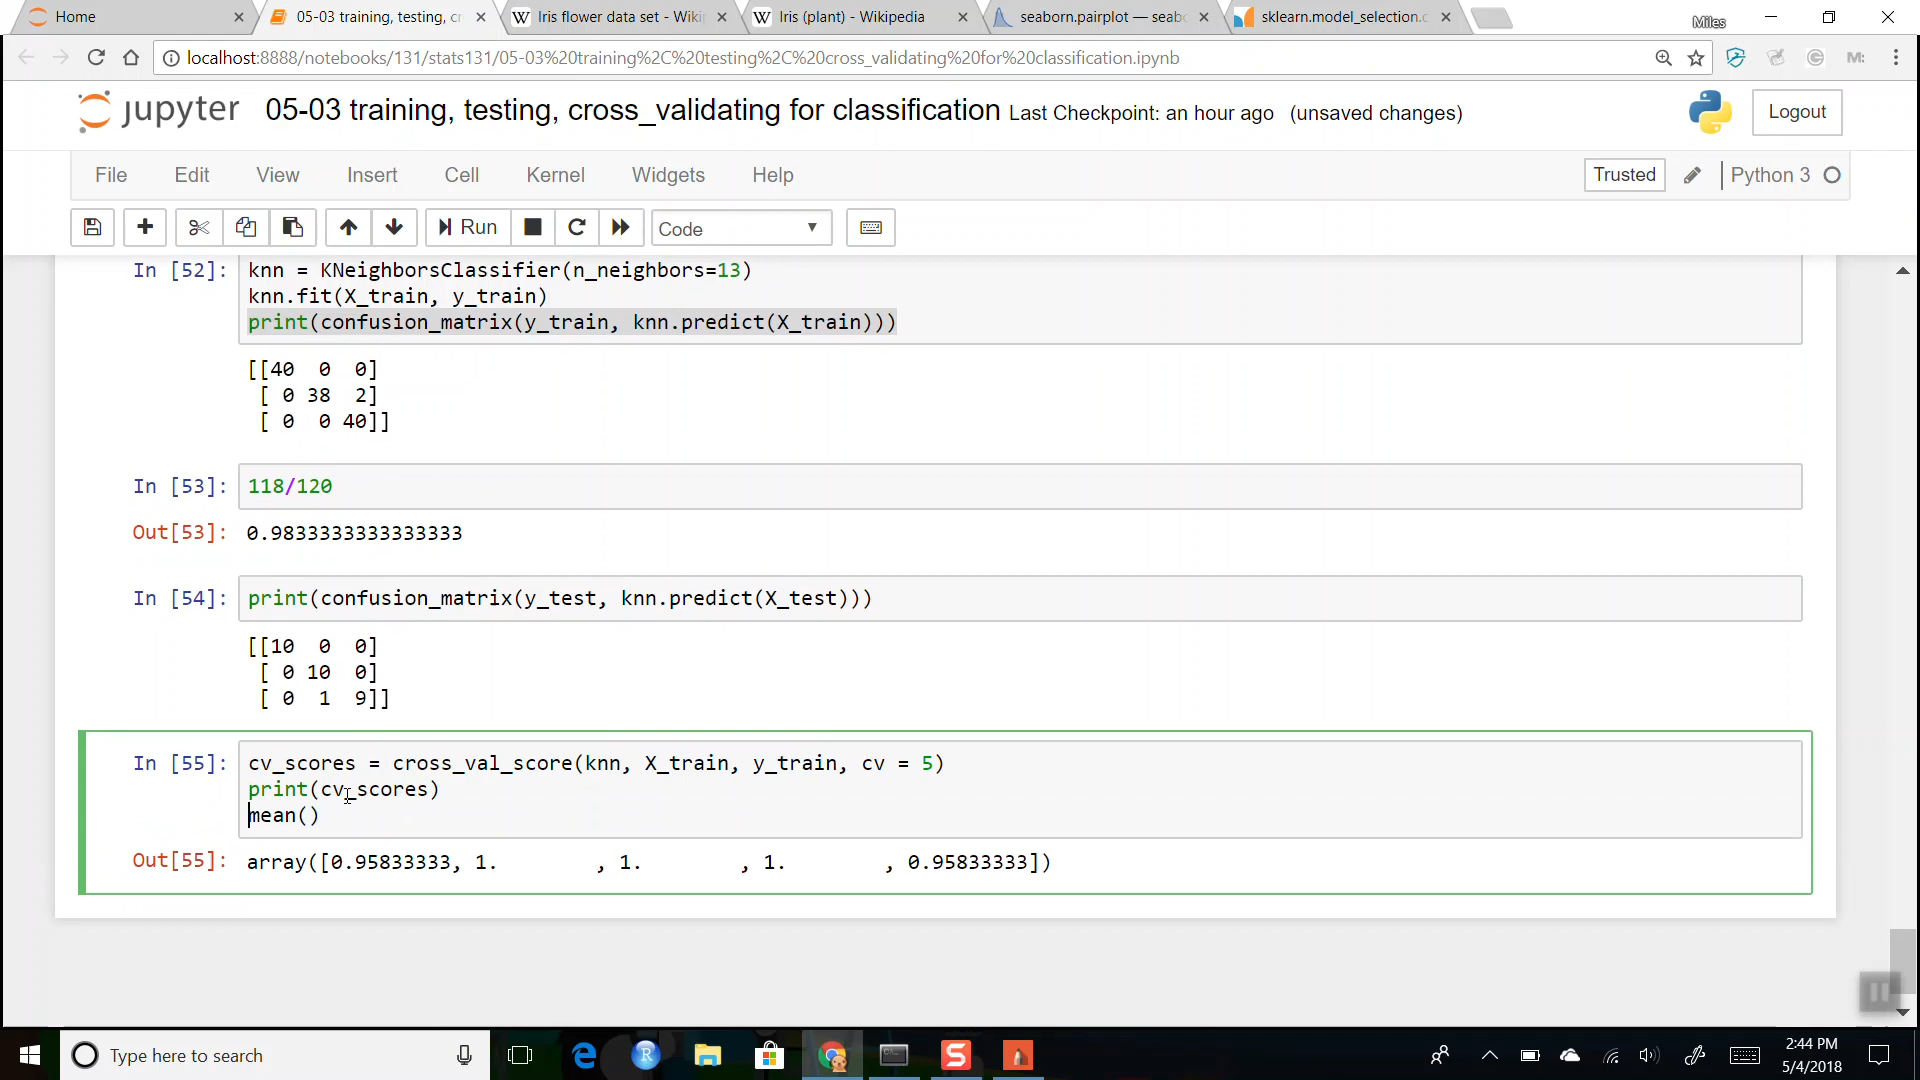 Home
05-03 training, testing, cr
Iris flower data set - Wiki
Iris (plant) - Wikipedia
seaborn.pairplot — seab
sklearn.model_selection.c
Miles
localhost:8888/notebooks/131/stats131/05-03%20training%2C%20testing%2C%20cross_validating%20for%20classification.ipynb
M:
jupyter 05-03 training, testing, cross_validating for classification Last Checkpoint: an hour ago (unsaved changes)
Logout
File Edit View Insert Cell Kernel Widgets Help
Trusted
Python 3
Run
Code
In [52]: knn = KNeighborsClassifier(n_neighbors=13)
knn.fit(X_train, y_train)
print(confusion_matrix(y_train, knn.predict(X_train)))
[[40 0 0]
[ 0 38 2]
[ 0 0 40]]
In [53]: 118/120
Out[53]: 0.9833333333333333
In [54]: print(confusion_matrix(y_test, knn.predict(X_test)))
[[10 0 0]
[ 0 10 0]
[ 0 1 9]]
In [55]: cv_scores = cross_val_score(knn, X_train, y_train, cv = 5)
print(cv_scores)
mean()
Out[55]: array([0.95833333, 1. , 1. , 1. , 0.95833333])
Type here to search
2:44 PM
5/4/2018